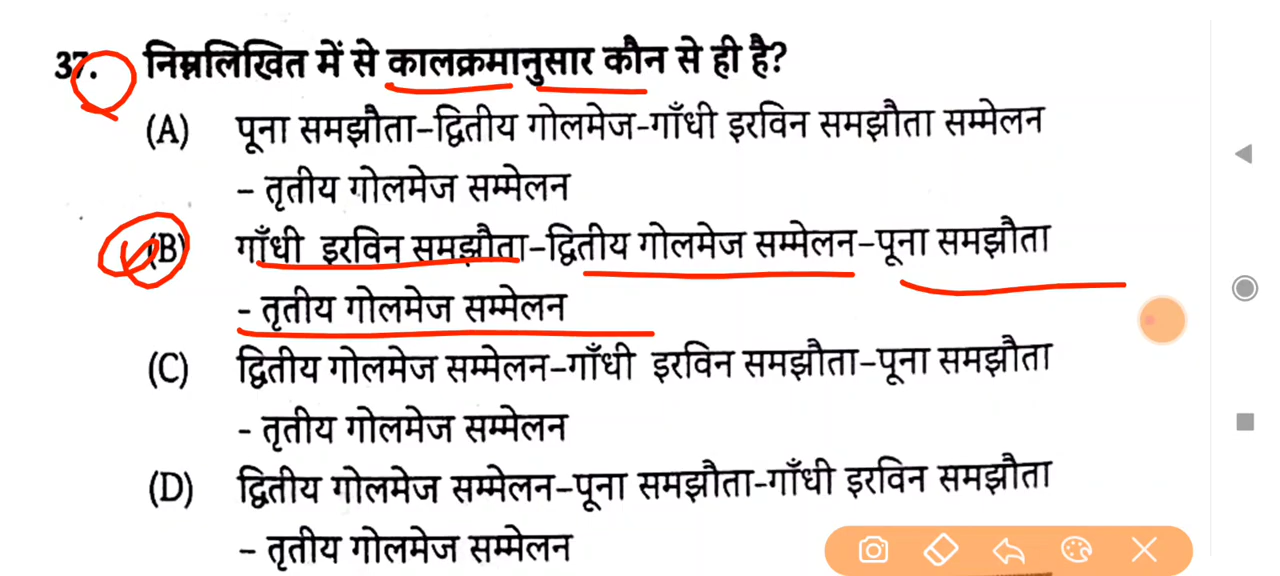 37. निम्नलिखित में से कालक्रमानुसार कौन से ही है?
(A) पूना समझौता-द्वितीय गोलमेज-गाँधी इरविन समझौता सम्मेलन
- तृतीय गोलमेज सम्मेलन
(B) गाँधी इरविन समझौता-द्वितीय गोलमेज सम्मेलन-पूना समझौता
- तृतीय गोलमेज सम्मेलन
(C) द्वितीय गोलमेज सम्मेलन-गाँधी इरविन समझौता-पूना समझौता
- तृतीय गोलमेज सम्मेलन
(D) द्वितीय गोलमेज सम्मेलन-पूना समझौता-गाँधी इरविन समझौता
- तृतीय गोलमेज सम्मेलन